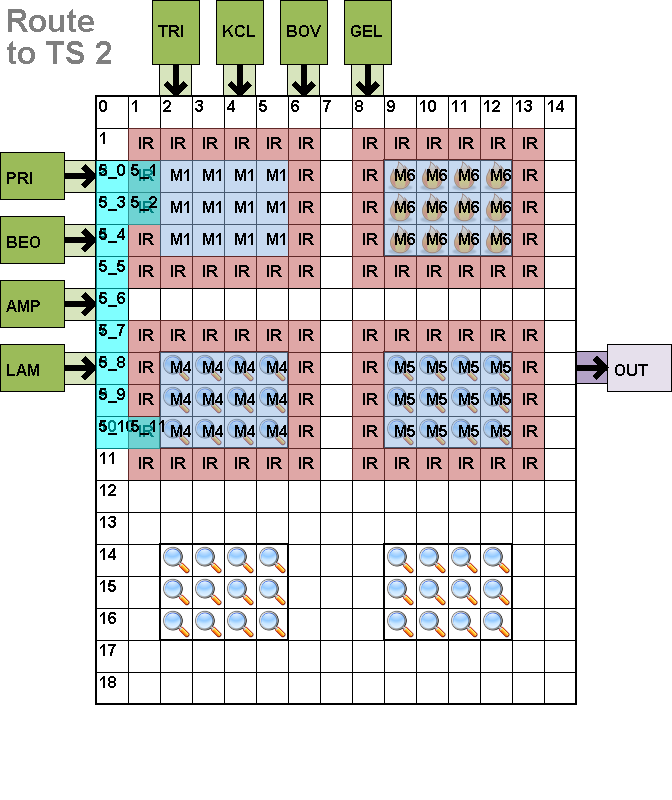 Route
to TS 2
TRI KCL BOV GEL
0 1 2 3 4 5 6 7 8 9 10 11 12 13 14
1 IR IR IR IR IR IR IR IR IR IR IR IR
PRI 5_0 5_1 IR M1 M1 M1 M1 IR IR M6 M6 M6 M6 IR
5_3 5_2 IR M1 M1 M1 M1 IR IR M6 M6 M6 M6 IR
BEO 5_4 IR M1 M1 M1 M1 IR IR M6 M6 M6 M6 IR
5_5 IR IR IR IR IR IR IR IR IR IR IR IR
AMP 5_6
5_7 IR IR IR IR IR IR IR IR IR IR IR IR
LAM 5_8 IR M4 M4 M4 M4 IR IR M5 M5 M5 M5 IR OUT
5_9 IR M4 M4 M4 M4 IR IR M5 M5 M5 M5 IR
5_10 5_11 IR M4 M4 M4 M4 IR IR M5 M5 M5 M5 IR
11 IR IR IR IR IR IR IR IR IR IR IR IR
12
13
14
15
16
17
18